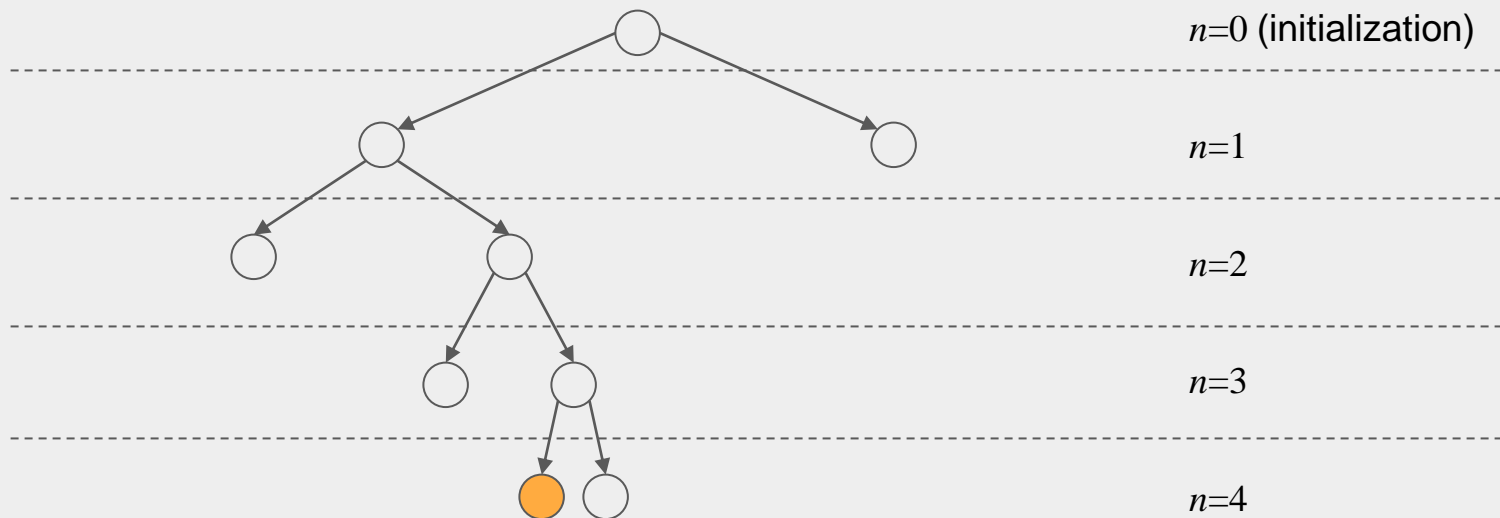 n=0 (initialization)
n=1
n=2
n=3
n=4